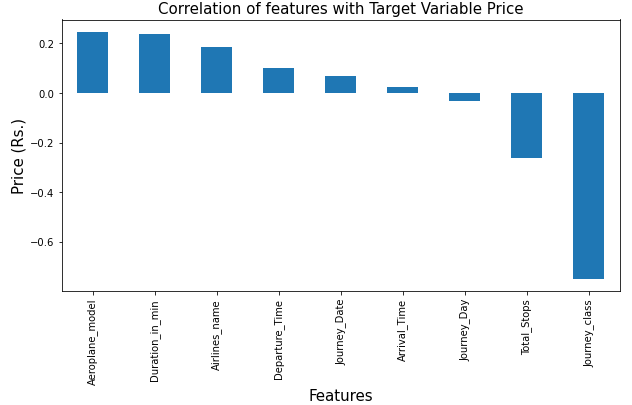 Correlation of features with Target Variable Price
Price (Rs.)
0.2
0.0
−0.2
−0.4
−0.6
Aeroplane_model
Duration_in_min
Airlines_name
Departure_Time
Journey_Date
Arrival_Time
Journey_Day
Total_Stops
Journey_class
Features